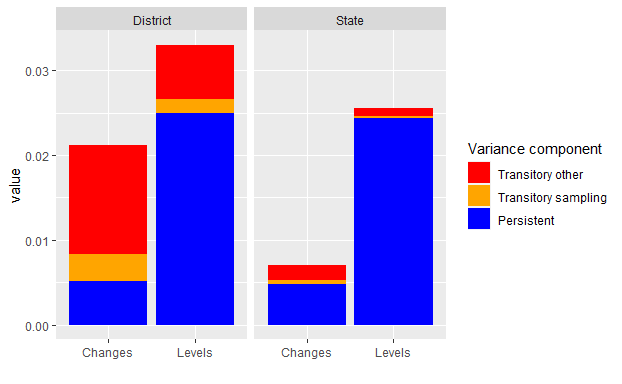 District
State
value
0.03
0.02
0.01
0.00
Changes
Levels
Changes
Levels
Variance component
Transitory other
Transitory sampling
Persistent